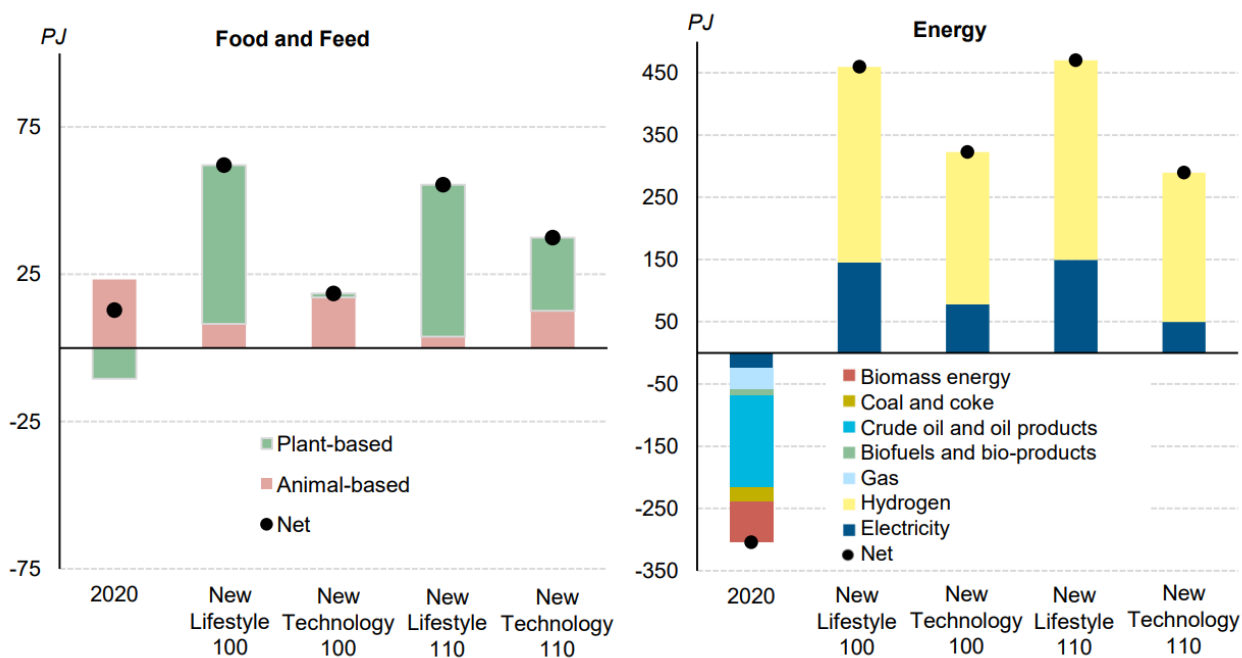 PJ
Food and Feed
75
25
-25
-75
Plant-based
Animal-based
Net
2020
New
Lifestyle
100
New
Technology
100
New
Lifestyle
110
New
Technology
110
PJ
Energy
450
350
250
150
50
-50
-150
-250
-350
Biomass energy
Coal and coke
Crude oil and oil products
Biofuels and bio-products
Gas
Hydrogen
Electricity
Net
2020
New
Lifestyle
100
New
Technology
100
New
Lifestyle
110
New
Technology
110